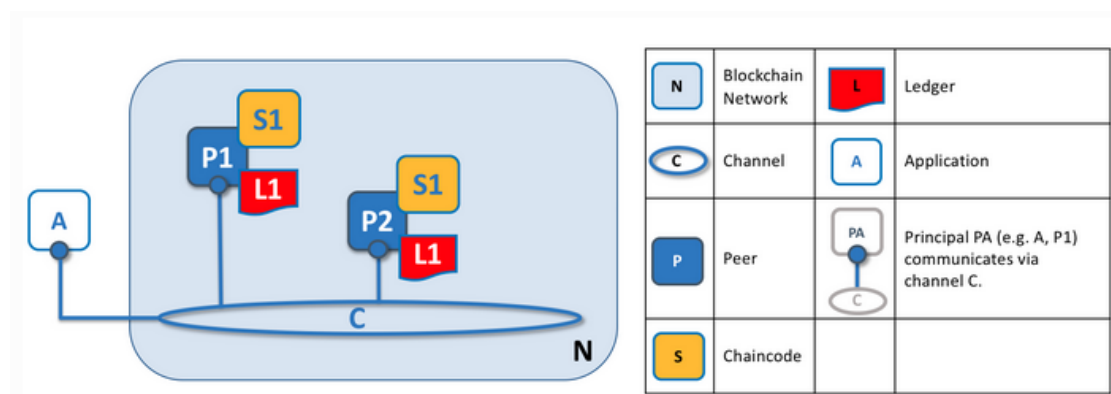 S1
P1
L1
S1
A
P2
L1
C
N
N
Blockchain
Network
L
Ledger
C
Channel
A
Application
P
Peer
PA
C
Principal PA (e.g. A, P1)
communicates via
channel C.
S
Chaincode